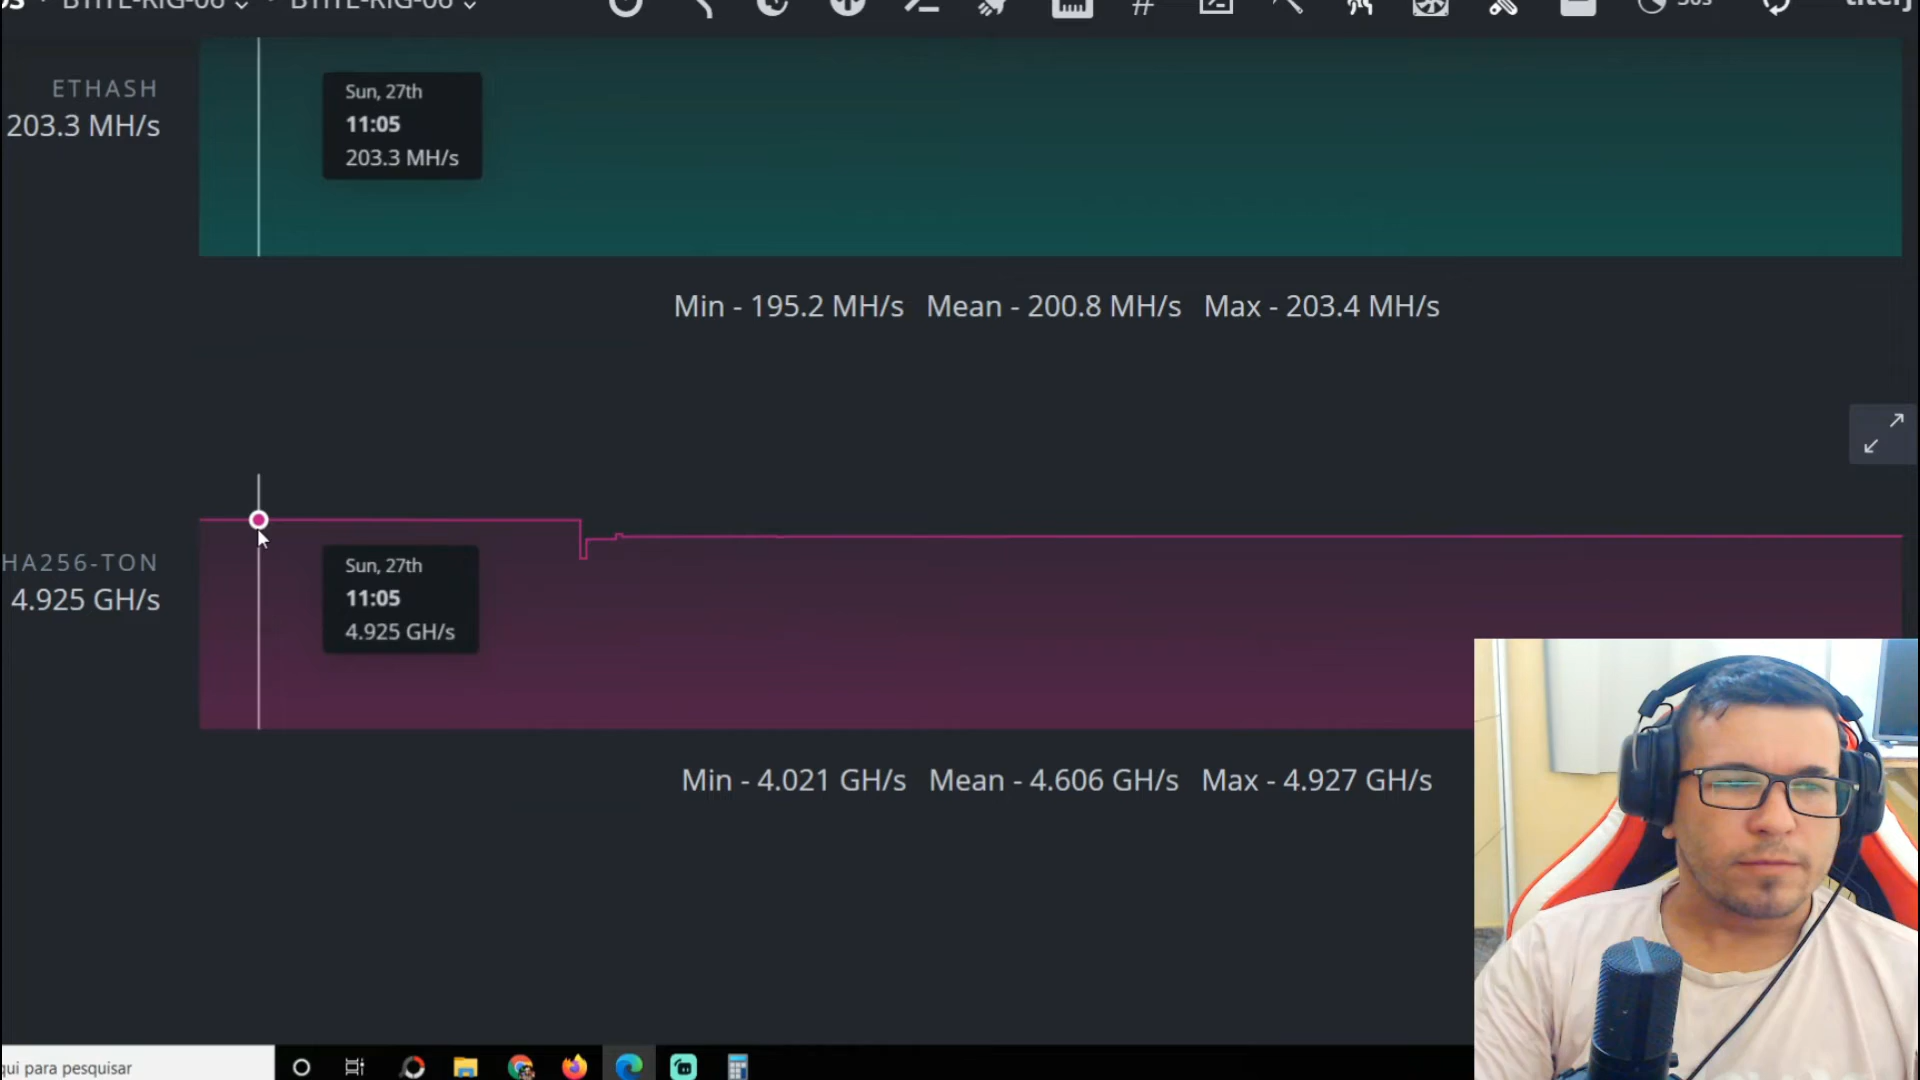 30s
ETHASH
203.3 MH/s
Sun, 27th
11:05
203.3 MH/s
Min - 195.2 MH/s Mean - 200.8 MH/s Max - 203.4 MH/s
HA256-TON
4.925 GH/s
Sun, 27th
11:05
4.925 GH/s
Min - 4.021 GH/s Mean - 4.606 GH/s Max - 4.927 GH/s
qui para pesquisar